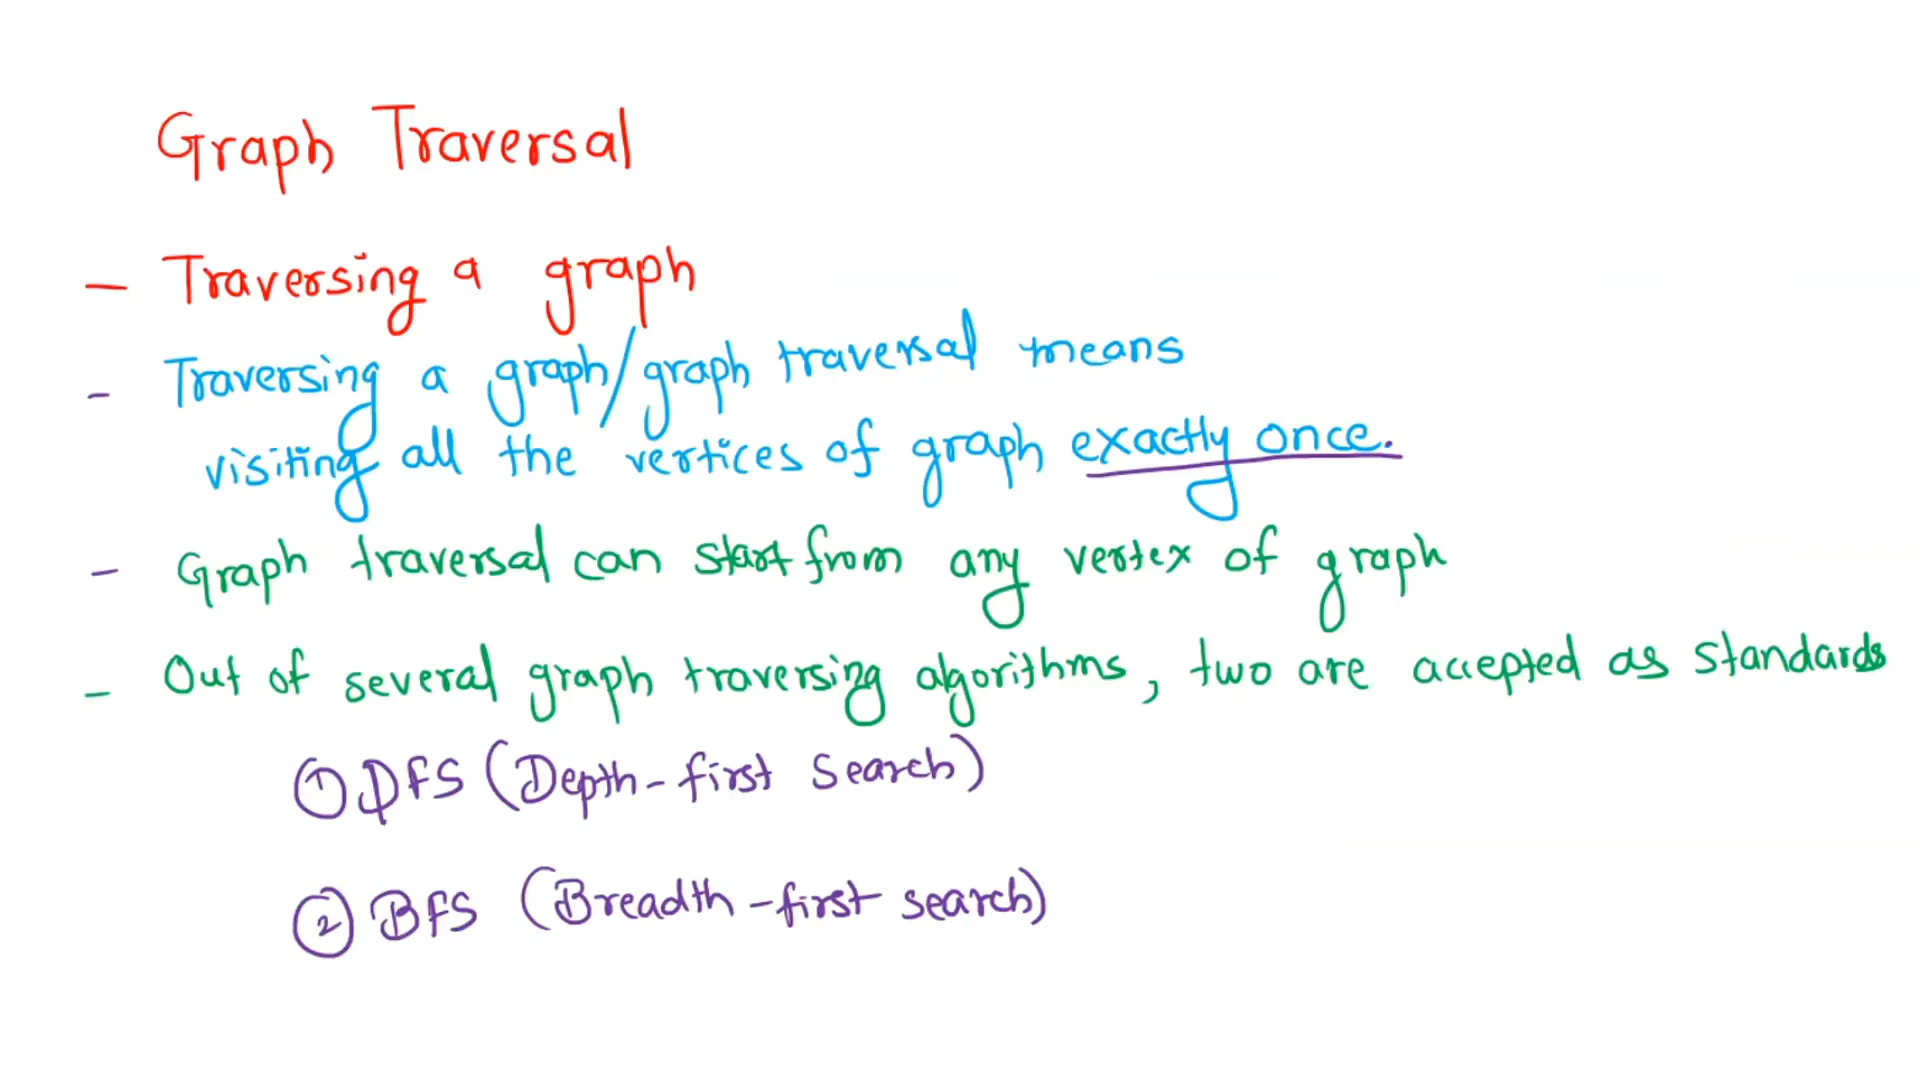 Graph Traversal
- Traversing a graph
- Traversing a graph/graph traversal means
visiting all the vertices of graph exactly once.
- Graph traversal can start from any vertex of graph
- Out of several graph traversing algorithms, two are accepted as standards
① DFS (Depth-first Search)
② BFS (Breadth-first search)